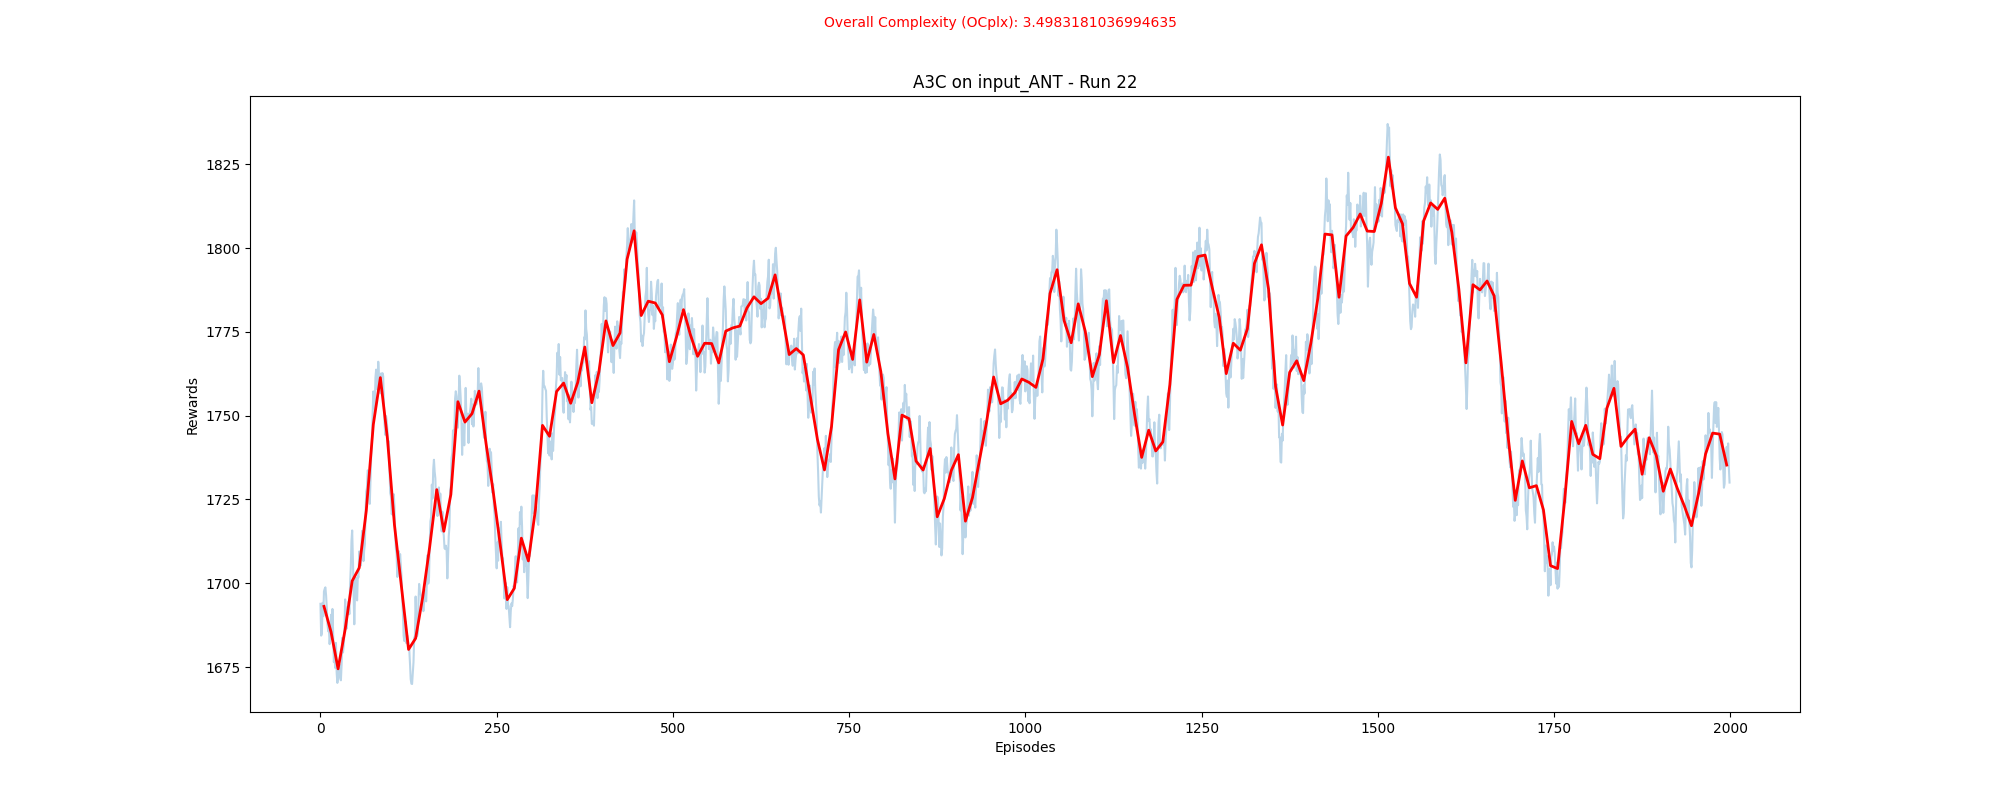 Overall Complexity (OCplx): 3.4983181036994635
A3C on input_ANT - Run 22
Rewards
1825
1800
1775
1750
1725
1700
1675
0 250 500 750 1000 1250 1500 1750 2000
Episodes